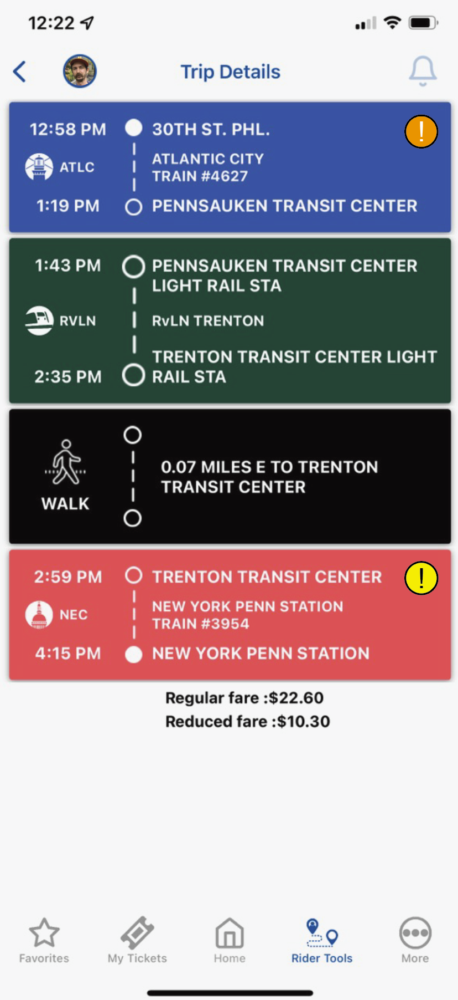 12:22
Trip Details
12:58 PM
30TH ST. PHL.
!
ATLC
ATLANTIC CITY
TRAIN #4627
1:19 PM
PENNSAUKEN TRANSIT CENTER
1:43 PM
PENNSAUKEN TRANSIT CENTER
LIGHT RAIL STA
RVLN
RvLN TRENTON
2:35 PM
TRENTON TRANSIT CENTER LIGHT
RAIL STA
WALK
0.07 MILES E TO TRENTON
TRANSIT CENTER
2:59 PM
TRENTON TRANSIT CENTER
!
NEC
NEW YORK PENN STATION
TRAIN #3954
4:15 PM
NEW YORK PENN STATION
Regular fare :$22.60
Reduced fare :$10.30
Favorites
My Tickets
Home
Rider Tools
More